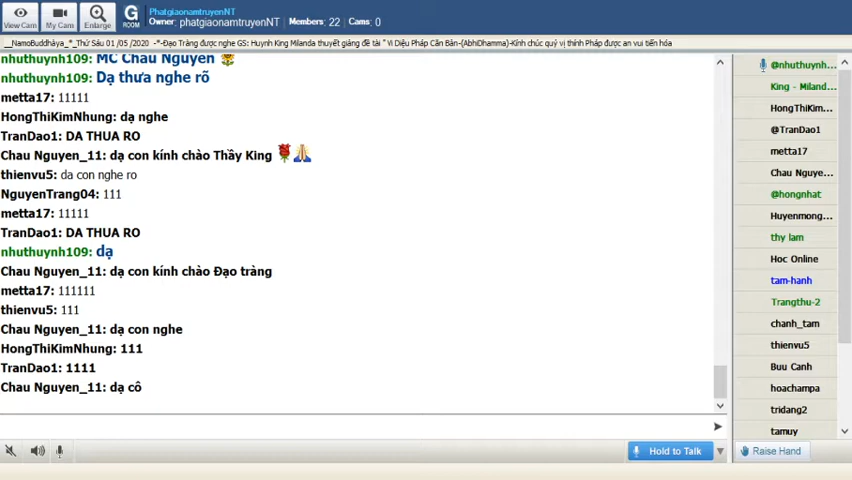 View Cam
My Cam
Enlarge
G
ROOM
PhatgiaonamtruyenNT
Owner: phatgiaonamtruyenNT Members: 22 Cams: 0
__NamoBuddhàya_*_Thứ Sáu 01 /05 /2020 -*-Đạo Tràng được nghe GS: Huynh King Milanda thuyết giảng đề tài " Vi Diệu Pháp Căn Bản-(AbhiDhamma)-Kính chúc quý vị thính Pháp được an vui tiến hóa
nhuthuynh109: MC Chau Nguyen
nhuthuynh109: Dạ thưa nghe rõ
metta17: 11111
HongThiKimNhung: dạ nghe
TranDao1: DA THUA RO
Chau Nguyen_11: dạ con kính chào Thầy King
thienvu5: da con nghe ro
NguyenTrang04: 111
metta17: 11111
TranDao1: DA THUA RO
nhuthuynh109: dạ
Chau Nguyen_11: dạ con kính chào Đạo tràng
metta17: 111111
thienvu5: 111
Chau Nguyen_11: dạ con nghe
HongThiKimNhung: 111
TranDao1: 1111
Chau Nguyen_11: dạ cô
@nhuthuynh...
King - Miland...
HongThiKim...
@TranDao1
metta17
Chau Nguye...
@hongnhat
Huyenmong...
thy lam
Hoc Online
tam-hanh
Trangthu-2
chanh_tam
thienvu5
Buu Canh
hoachampa
tridang2
tamuy
Hold to Talk
Raise Hand